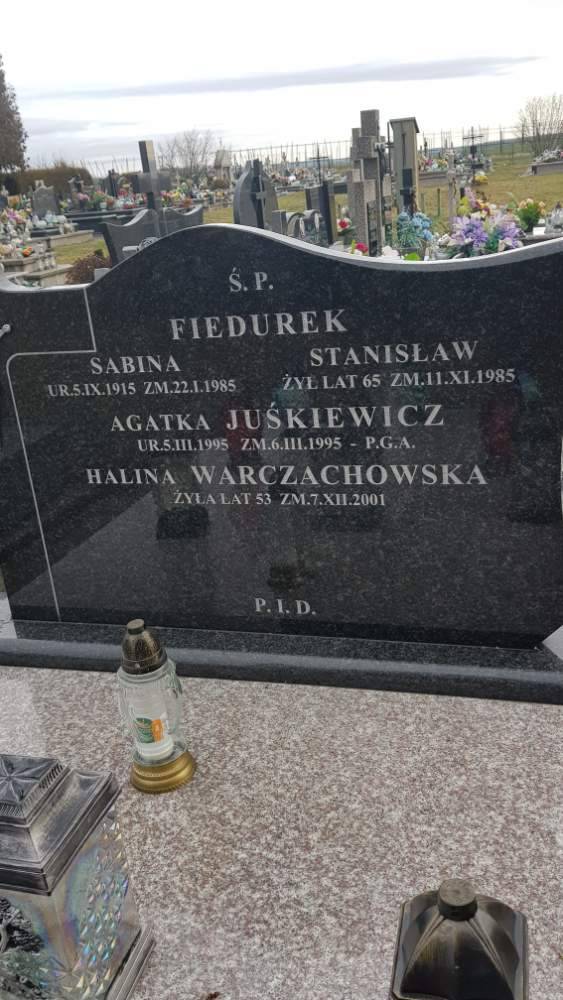 Ś. P.
FIEDUREK
SABINA STANISŁAW
UR.5.IX.1915 ZM.22.I.1985 ŻYŁ LAT 65 ZM.11.XI.1985
AGATKA JUŚKIEWICZ
UR.5.III.1995 ZM.6.III.1995 - P.G.A.
HALINA WARCZACHOWSKA
ŻYŁA LAT 53 ZM.7.XII.2001
P. I. D.